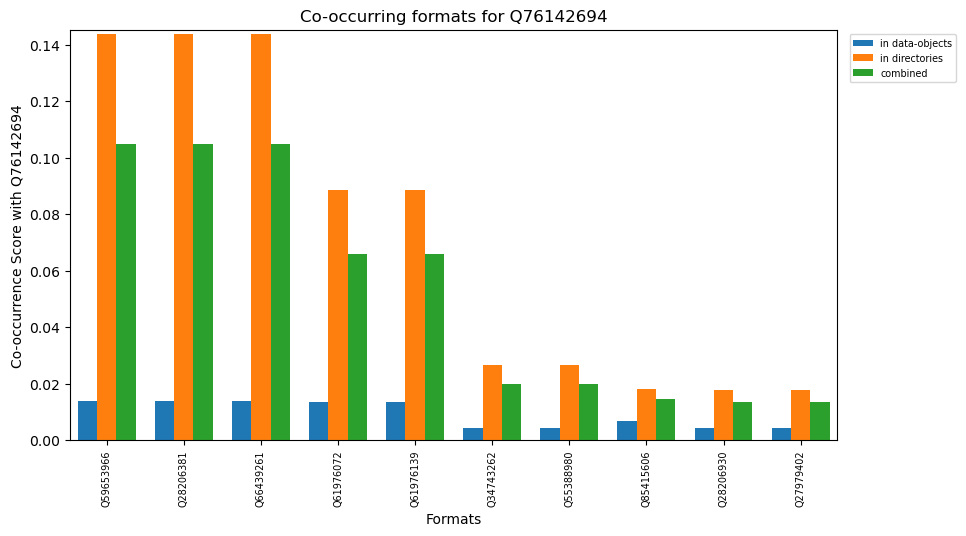 Co-occurring formats for Q76142694
Co-occurrence Score with Q76142694
0.14
0.12
0.10
0.08
0.06
0.04
0.02
0.00
Q59653966
Q28206381
Q66439261
Q61976072
Q61976139
Q34743262
Q55388980
Q85415606
Q28206930
Q27979402
Formats
in data-objects
in directories
combined